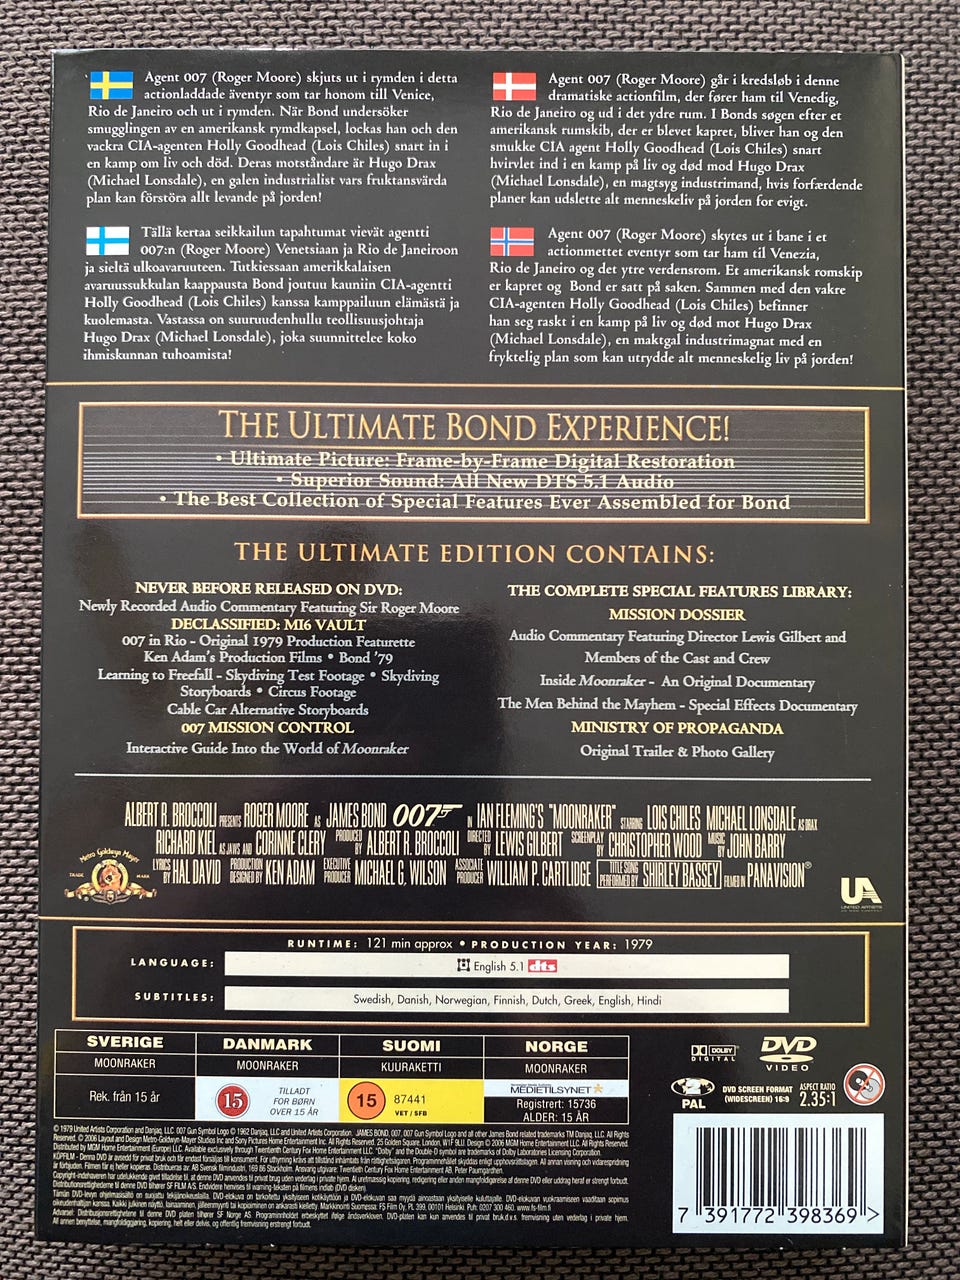 Agent 007 (Roger Moore) skjuts ut i rymden i detta
actionladdade äventyr som tar honom till Venice,
Rio de Janeiro och ut i rymden. När Bond undersöker
smugglingen av en amerikansk rymdkapsel, lockas han och den
vackra CIA-agenten Holly Goodhead (Lois Chiles) snart in i
en kamp om liv och död. Deras motståndare är Hugo Drax
(Michael Lonsdale), en galen industrialist vars fruktansvärda
plan kan förstöra allt levande på jorden!
Agent 007 (Roger Moore) går i kredsløb i denne
dramatiske actionfilm, der fører ham til Venedig,
Rio de Janeiro og ud i det ydre rum. I Bonds søgen efter et
amerikansk rumskib, der er blevet kapret, bliver han og den
smukke CIA agent Holly Goodhead (Lois Chiles) snart
hvirvlet ind i en kamp på liv og død mod Hugo Drax
(Michael Lonsdale), en magtsyg industrimand, hvis forfærdende
planer kan udslette alt menneskeliv på jorden for evigt.
Tällä kertaa seikkailun tapahtumat vievät agentti
007:n (Roger Moore) Venetsiaan ja Rio de Janeiroon
ja sieltä ulkoavaruuteen. Tutkiessaan amerikkalaisen
avaruussukkulan kaappausta Bond joutuu kauniin CIA-agentti
Holly Goodhead (Lois Chiles) kanssa kamppailuun elämästä ja
kuolemasta. Vastassa on suuruudenhullu teollisuusjohtaja
Hugo Drax (Michael Lonsdale), joka suunnittelee koko
ihmiskunnan tuhoamista!
Agent 007 (Roger Moore) skytes ut i bane i et
actionmettet eventyr som tar ham til Venezia,
Rio de Janeiro og det ytre verdensrom. Et amerikansk romskip
er kapret og Bond er satt på saken. Sammen med den vakre
CIA-agenten Holly Goodhead (Lois Chiles) befinner
han seg raskt i en kamp på liv og død mot Hugo Drax
(Michael Lonsdale), en maktgal industrimagnat med en
fryktelig plan som kan utrydde alt menneskelig liv på jorden!
THE ULTIMATE BOND EXPERIENCE!
• Ultimate Picture: Frame-by-Frame Digital Restoration
• Superior Sound: All New DTS 5.1 Audio
• The Best Collection of Special Features Ever Assembled for Bond
THE ULTIMATE EDITION CONTAINS:
NEVER BEFORE RELEASED ON DVD:
Newly Recorded Audio Commentary Featuring Sir Roger Moore
DECLASSIFIED: MI6 VAULT
007 in Rio - Original 1979 Production Featurette
Ken Adam's Production Films • Bond '79
Learning to Freefall - Skydiving Test Footage • Skydiving
Storyboards • Circus Footage
Cable Car Alternative Storyboards
007 MISSION CONTROL
Interactive Guide Into the World of Moonraker
THE COMPLETE SPECIAL FEATURES LIBRARY:
MISSION DOSSIER
Audio Commentary Featuring Director Lewis Gilbert and
Members of the Cast and Crew
Inside Moonraker - An Original Documentary
The Men Behind the Mayhem - Special Effects Documentary
MINISTRY OF PROPAGANDA
Original Trailer & Photo Gallery
ALBERT R. BROCCOLI PRESENTS ROGER MOORE AS JAMES BOND 007 IN IAN FLEMING'S "MOONRAKER" STARRING LOIS CHILES MICHAEL LONSDALE AS DRAX
RICHARD KIEL AS JAWS AND CORINNE CLERY PRODUCED BY ALBERT R. BROCCOLI DIRECTED BY LEWIS GILBERT SCREENPLAY BY CHRISTOPHER WOOD MUSIC BY JOHN BARRY
LYRICS BY HAL DAVID PRODUCTION DESIGNED BY KEN ADAM EXECUTIVE PRODUCER MICHAEL G. WILSON ASSOCIATE PRODUCER WILLIAM P. CARTLIDGE TITLE SONG PERFORMED BY SHIRLEY BASSEY FILMED IN PANAVISION®
Metro Goldwyn Mayer
TRADE MARK
UA
UNITED ARTISTS
RUNTIME: 121 min approx • PRODUCTION YEAR: 1979
LANGUAGE: English 5.1 dts
SUBTITLES: Swedish, Danish, Norwegian, Finnish, Dutch, Greek, English, Hindi
SVERIGE DANMARK SUOMI NORGE
MOONRAKER MOONRAKER KUURAKETTI MOONRAKER
Rek. från 15 år
15 TILLADT
FOR BØRN
OVER 15 ÅR
15 87441
VET / SFB
MEDIETILSYNET
Registrert: 15736
ALDER: 15 ÅR
DOLBY
DIGITAL
DVD
VIDEO
2
PAL
DVD SCREEN FORMAT
(WIDESCREEN) 16:9
ASPECT RATIO
2.35:1
7 391772 398369 >